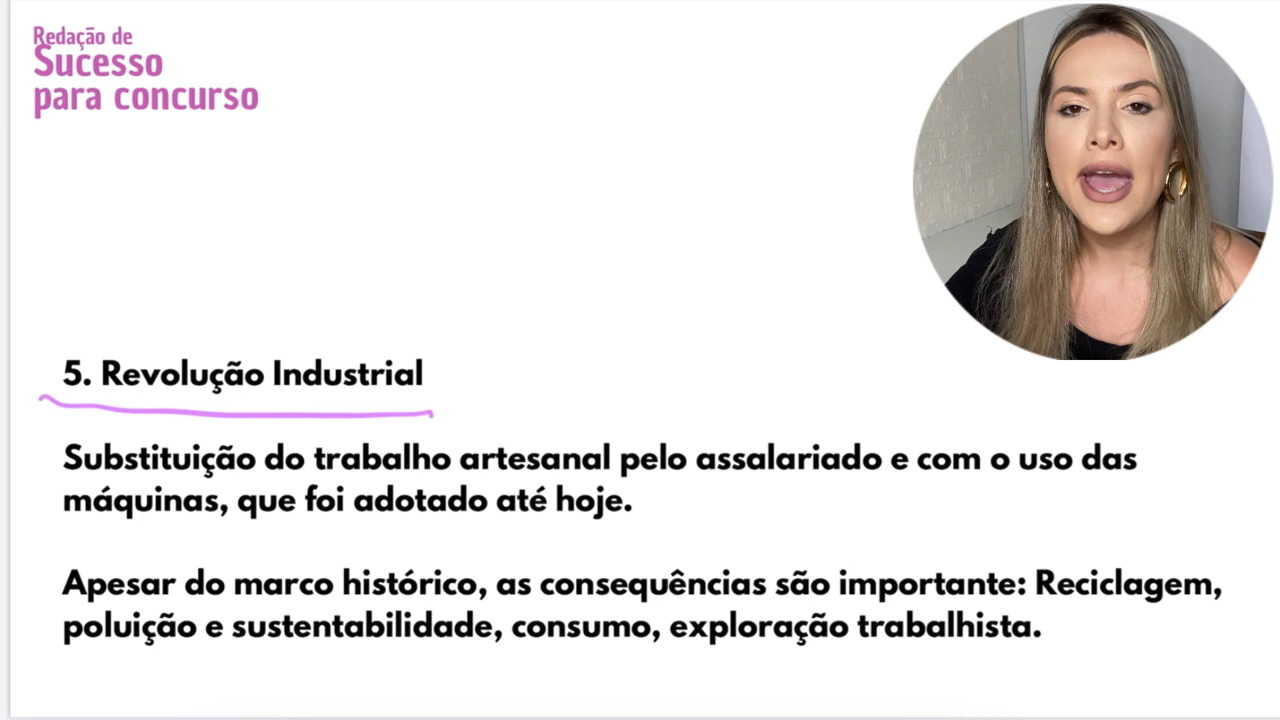 Redação de
Sucesso
para concurso
5. Revolução Industrial
Substituição do trabalho artesanal pelo assalariado e com o uso das
máquinas, que foi adotado até hoje.
Apesar do marco histórico, as consequências são importante: Reciclagem,
poluição e sustentabilidade, consumo, exploração trabalhista.